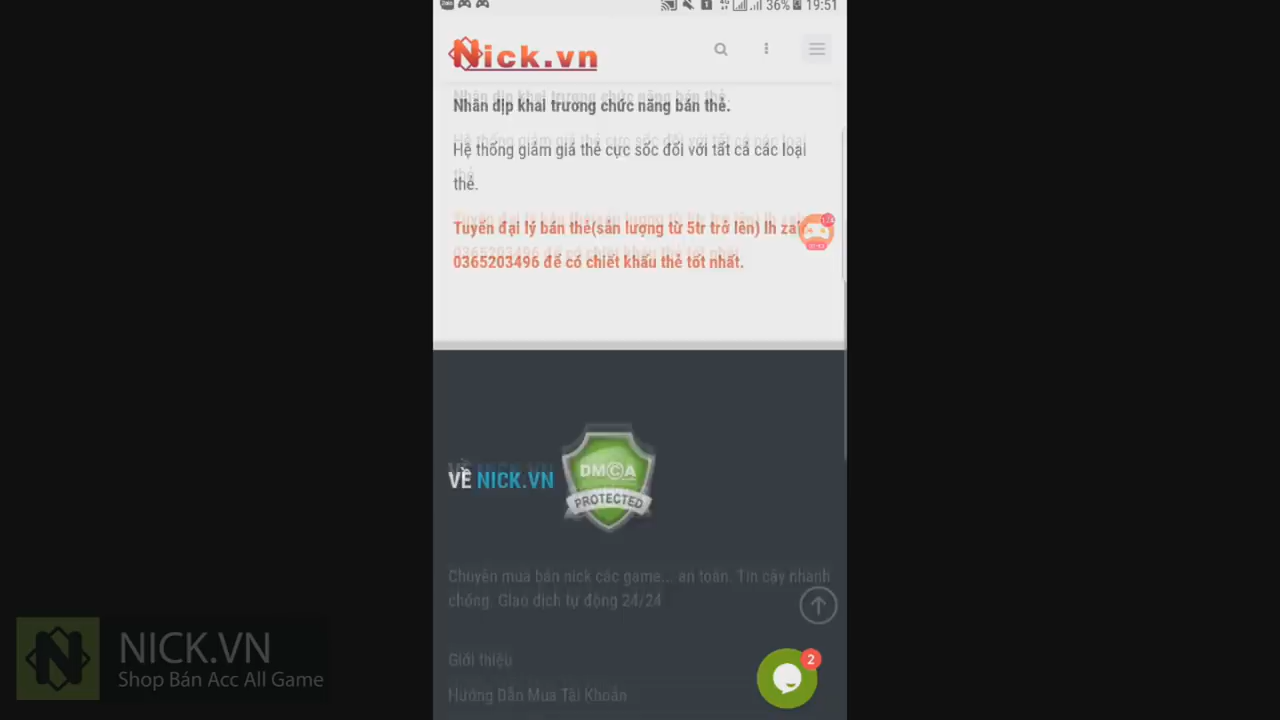 36% 19:51
Nick.vn
Nhân dịp khai trương chức năng bán thẻ.
Hệ thống giảm giá thẻ cực sốc đối với tất cả các loại
thẻ.
Tuyển đại lý bán thẻ(sản lượng từ 5tr trở lên) lh
0365203496 để có chiết khấu thẻ tốt nhất.
VỀ NICK.VN
DMCA
PROTECTED
Chuyên mua bán nick các game... an toàn. Tin cậy nhanh
chóng. Giao dịch tự động 24/24
Giới thiệu
2
Hướng Dẫn Mua Tài Khoản
NICK.VN
Shop Bán Acc All Game